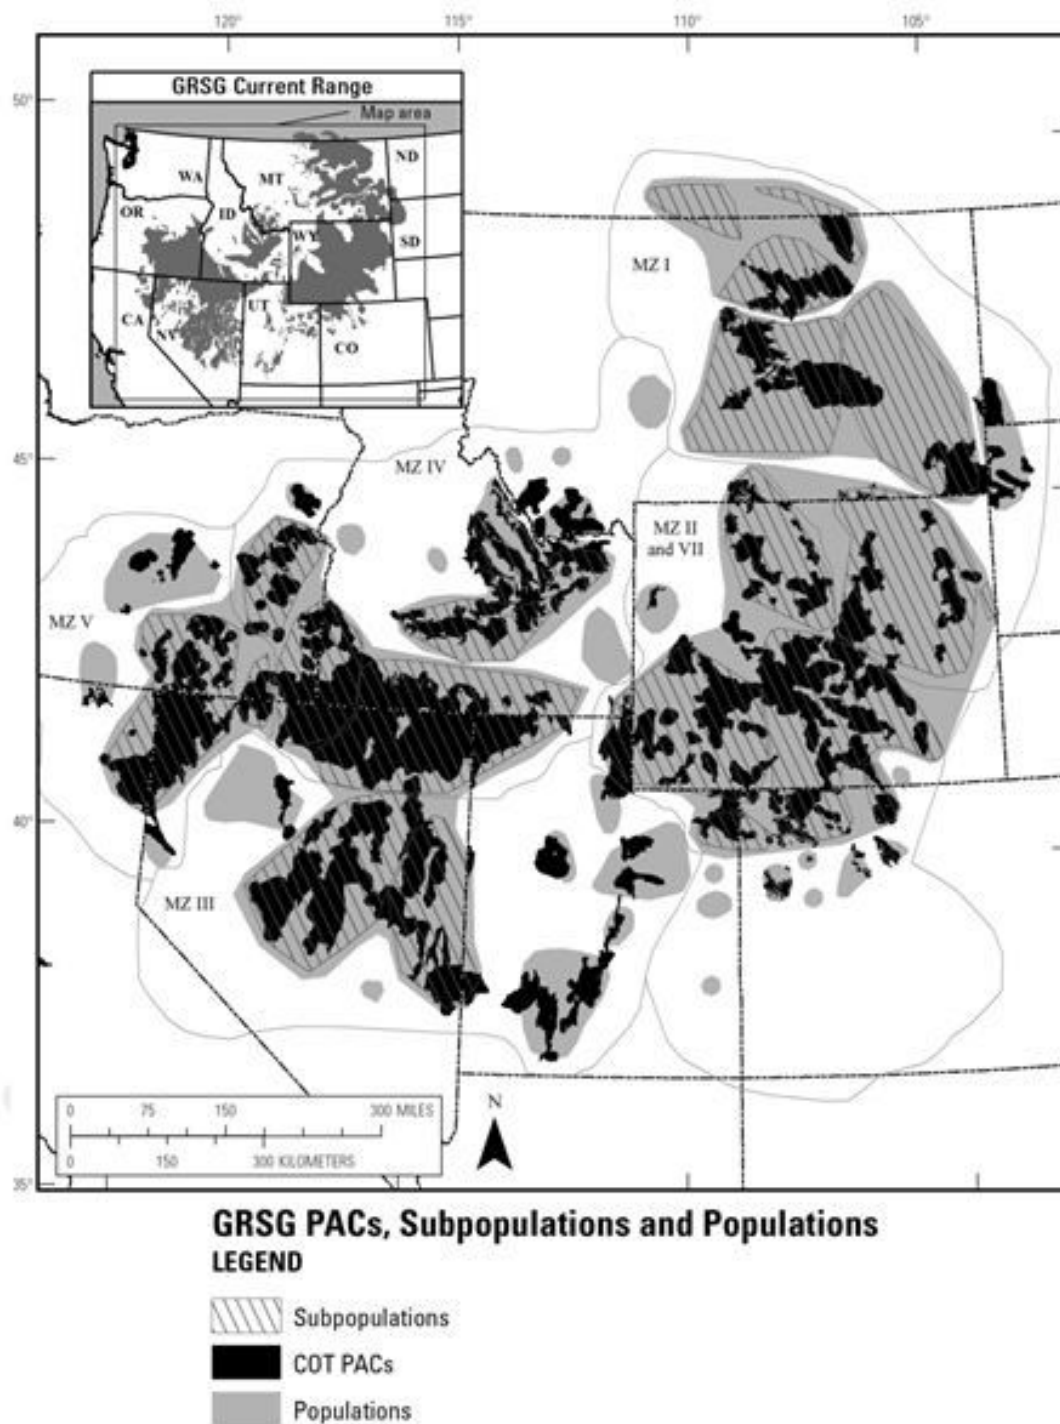 120° 115° 110° 105°
50°
GRSG Current Range
Map area
WA
MT
ND
OR
ID
WY
SD
CA
NV
UT
CO
MZ I
45°
MZ IV
MZ II
and VII
MZ V
40°
MZ III
0 75 150 300 MILES
0 150 300 KILOMETERS
N
35°
GRSG PACs, Subpopulations and Populations
LEGEND
Subpopulations
COT PACs
Populations